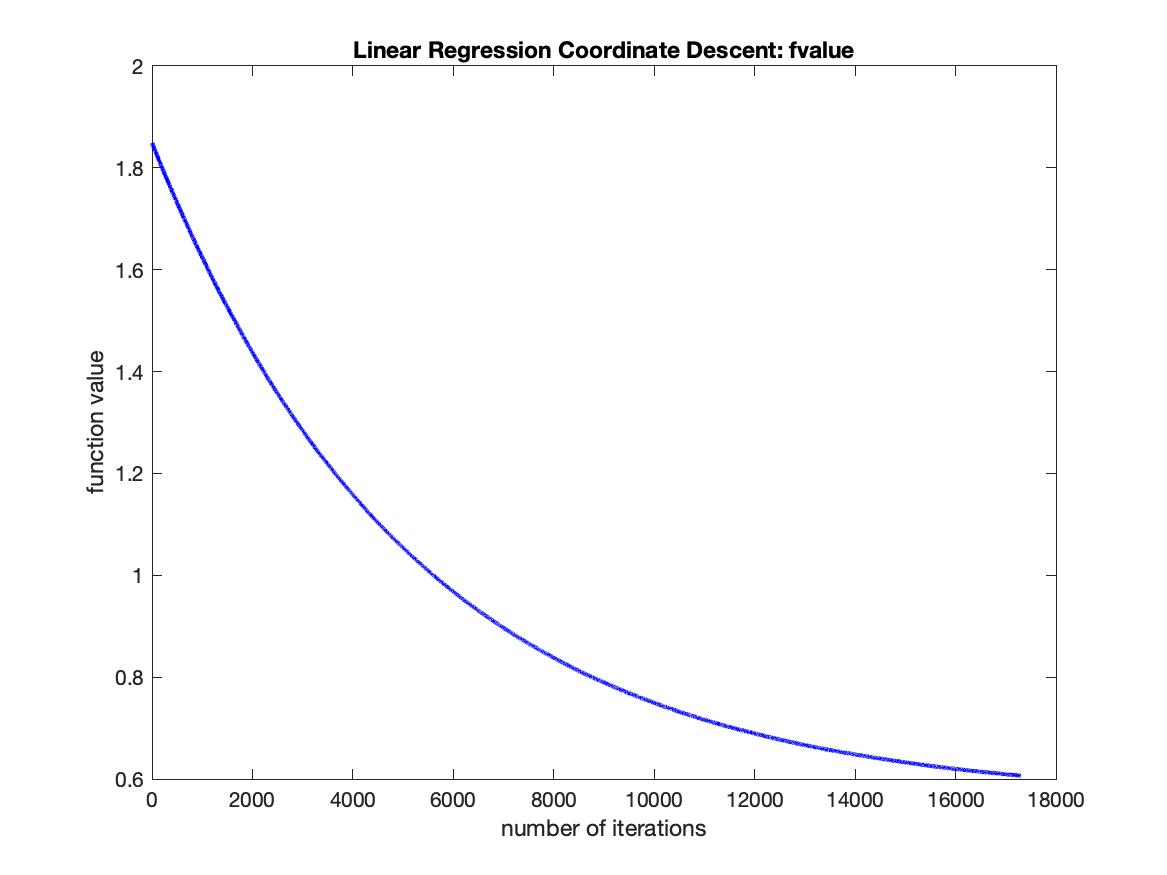 Linear Regression Coordinate Descent: fvalue
2
1.8
1.6
1.4
1.2
1
0.8
0.6
function value
0 2000 4000 6000 8000 10000 12000 14000 16000 18000
number of iterations